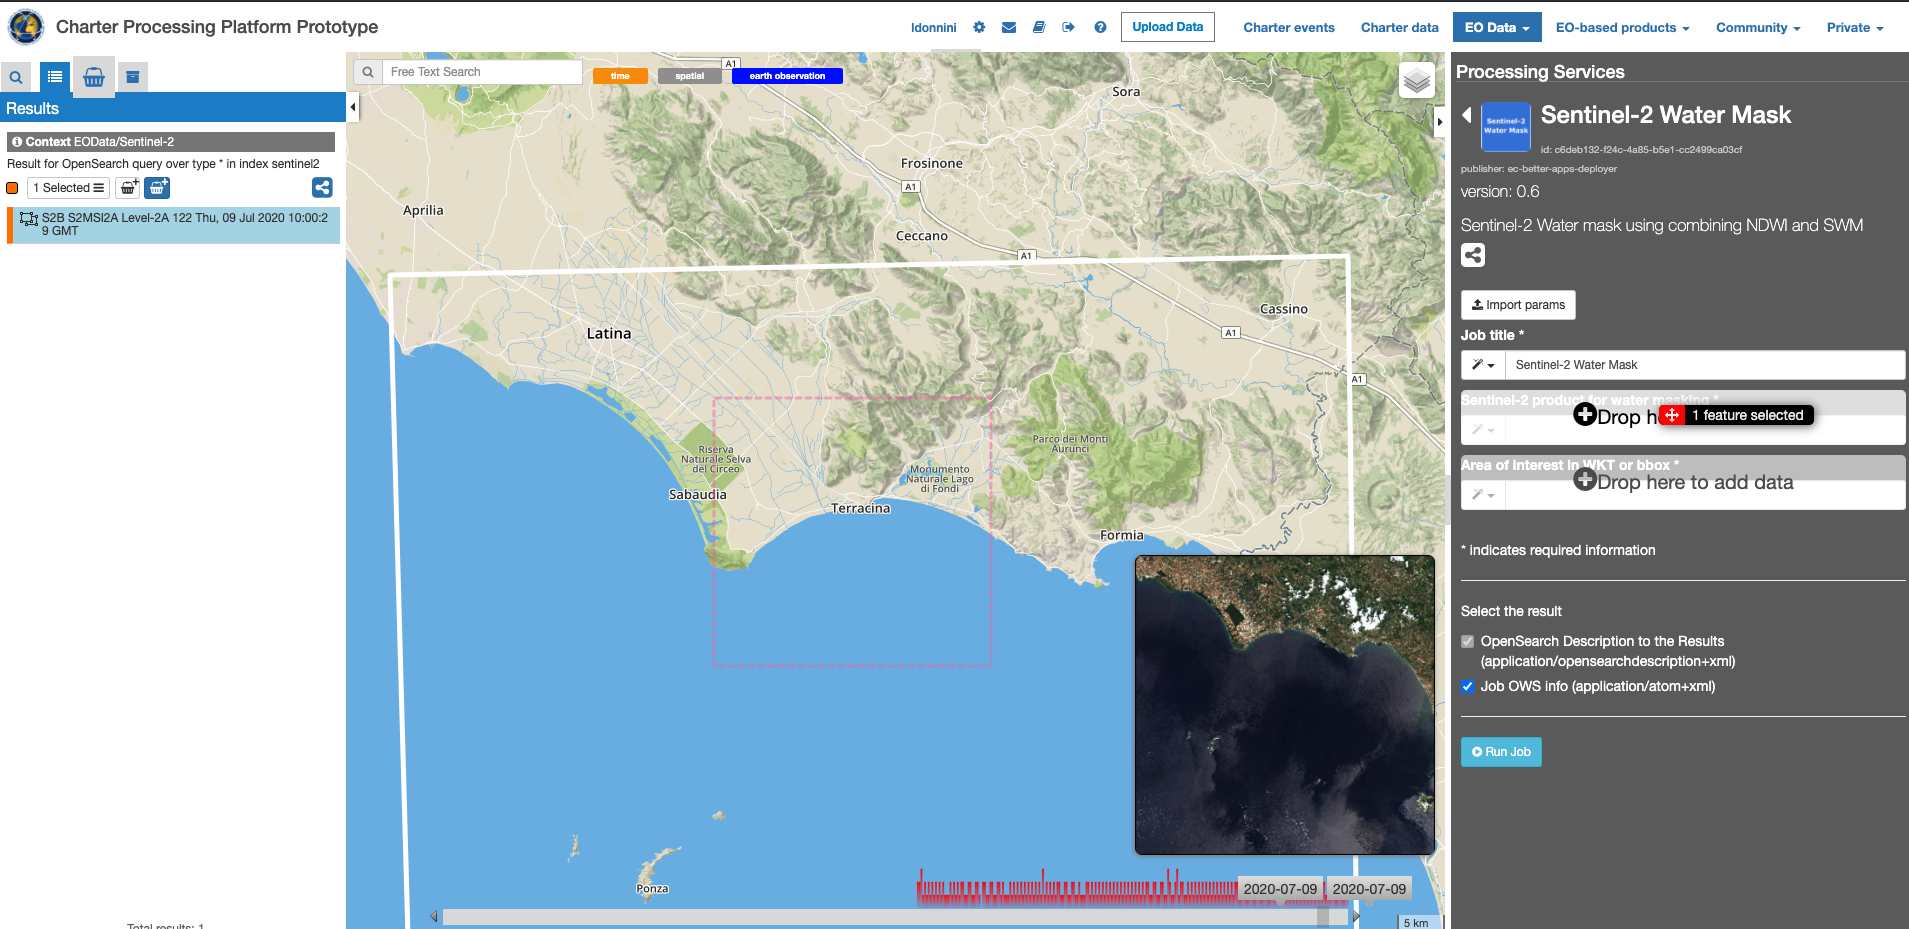 Charter Processing Platform Prototype
ldonnini
Upload Data
Charter events
Charter data
EO Data
EO-based products
Community
Private
Results
Context EOData/Sentinel-2
Result for OpenSearch query over type * in index sentinel2
1 Selected
S2B S2MSI2A Level-2A 122 Thu, 09 Jul 2020 10:00:2
9 GMT
Total results: 1
Free Text Search
time
spatial
earth observation
A1
Sora
Frosinone
A1
Aprilia
Ceccano
A1
Cassino
Latina
A1
A1
Riserva
Naturale Selva
del Circeo
Parco dei Monti
Aurunci
Monumento
Naturale Lago
di Fondi
Sabaudia
Terracina
Formia
Ponza
2020-07-09
2020-07-09
5 km
Processing Services
Sentinel-2
Water Mask
Sentinel-2 Water Mask
id: c6deb132-f24c-4a85-b5e1-cc2499ca03cf
publisher: ec-better-apps-deployer
version: 0.6
Sentinel-2 Water mask using combining NDWI and SWM
Import params
Job title *
Sentinel-2 Water Mask
Sentinel-2 product for water masking *
Drop he
1 feature selected
Area of interest in WKT or bbox *
Drop here to add data
* indicates required information
Select the result
OpenSearch Description to the Results
(application/opensearchdescription+xml)
Job OWS info (application/atom+xml)
Run Job